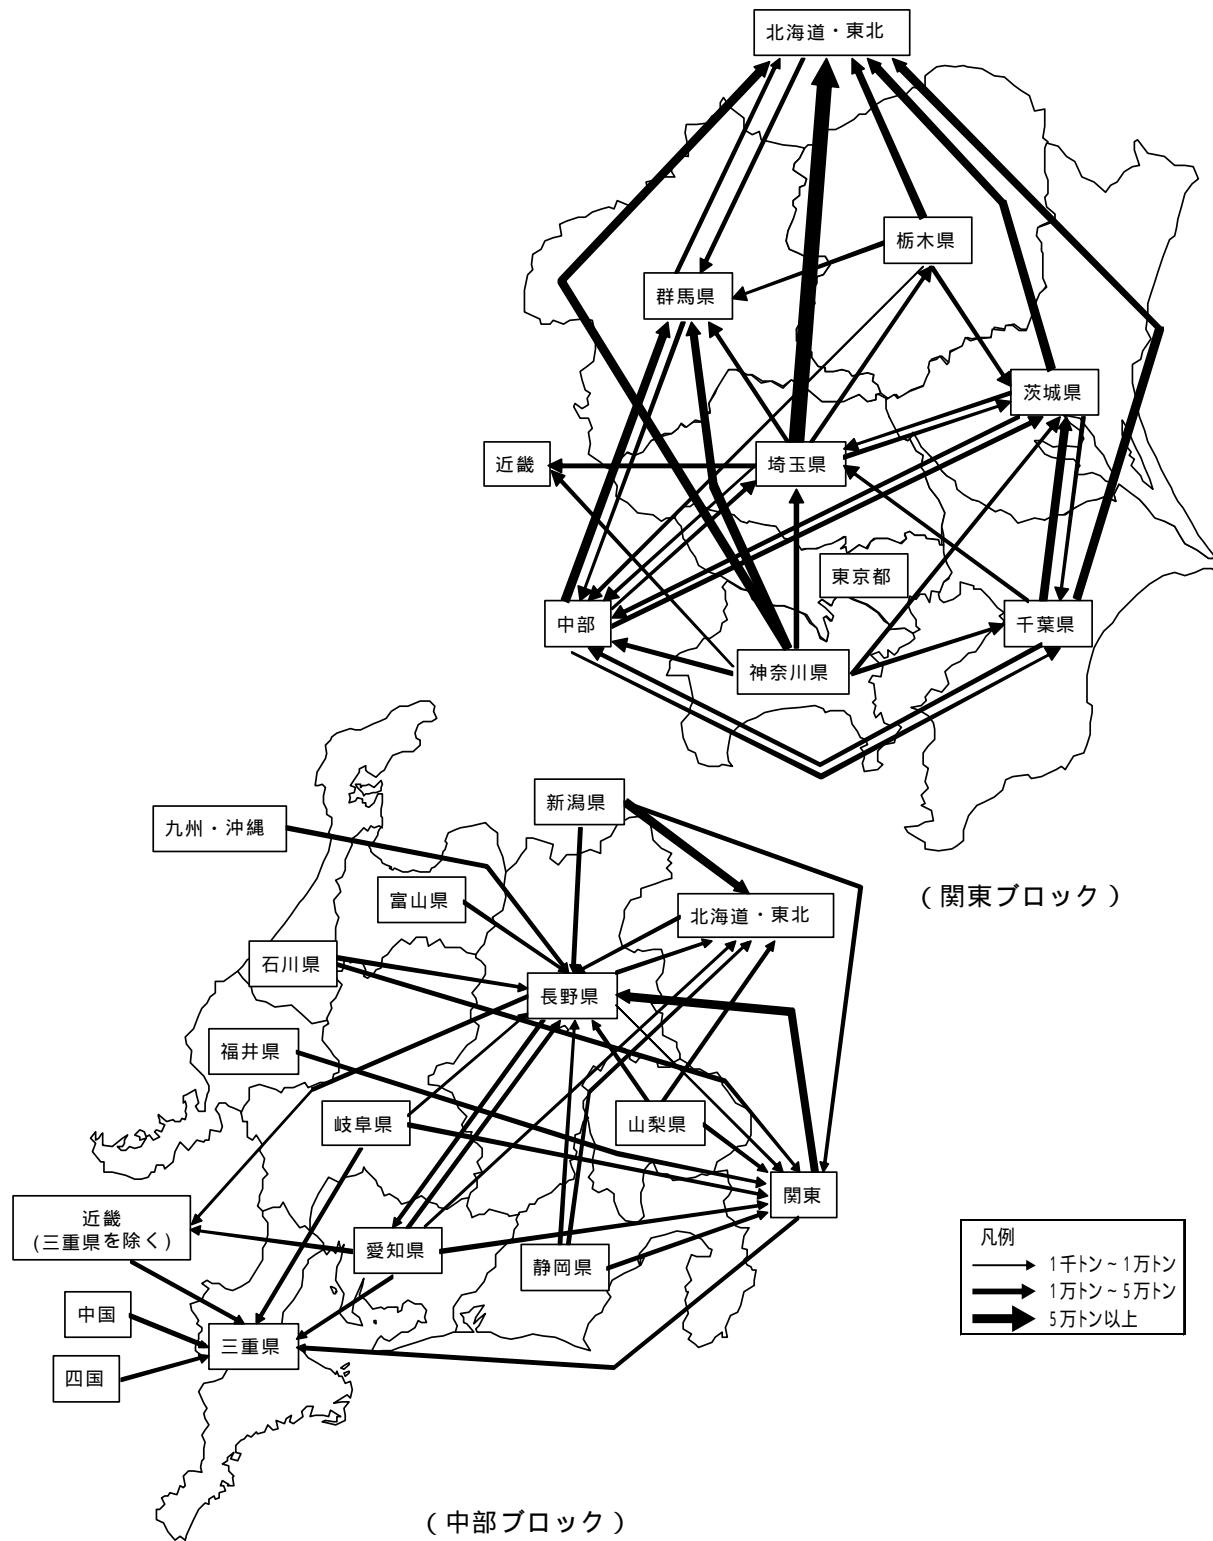 北海道・東北
栃木県
群馬県
茨城県
近畿
埼玉県
東京都
中部
千葉県
神奈川県
(関東ブロック)
新潟県
九州・沖縄
富山県
北海道・東北
石川県
長野県
福井県
岐阜県
山梨県
関東
近畿
(三重県を除く)
愛知県
静岡県
中国
三重県
四国
凡例
1千トン~1万トン
1万トン~5万トン
5万トン以上
(中部ブロック)